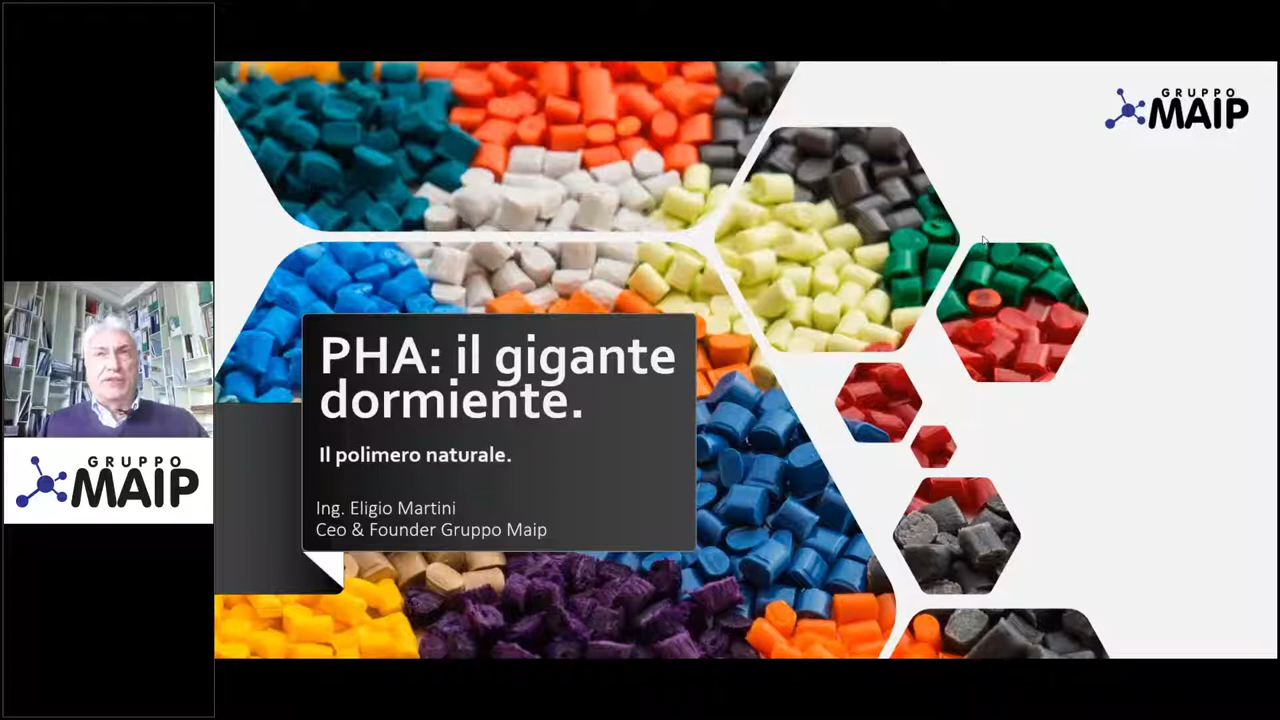 GRUPPO
MAIP
PHA: il gigante
dormiente.
Il polimero naturale.
Ing. Eligio Martini
Ceo & Founder Gruppo Maip
GRUPPO
MAIP